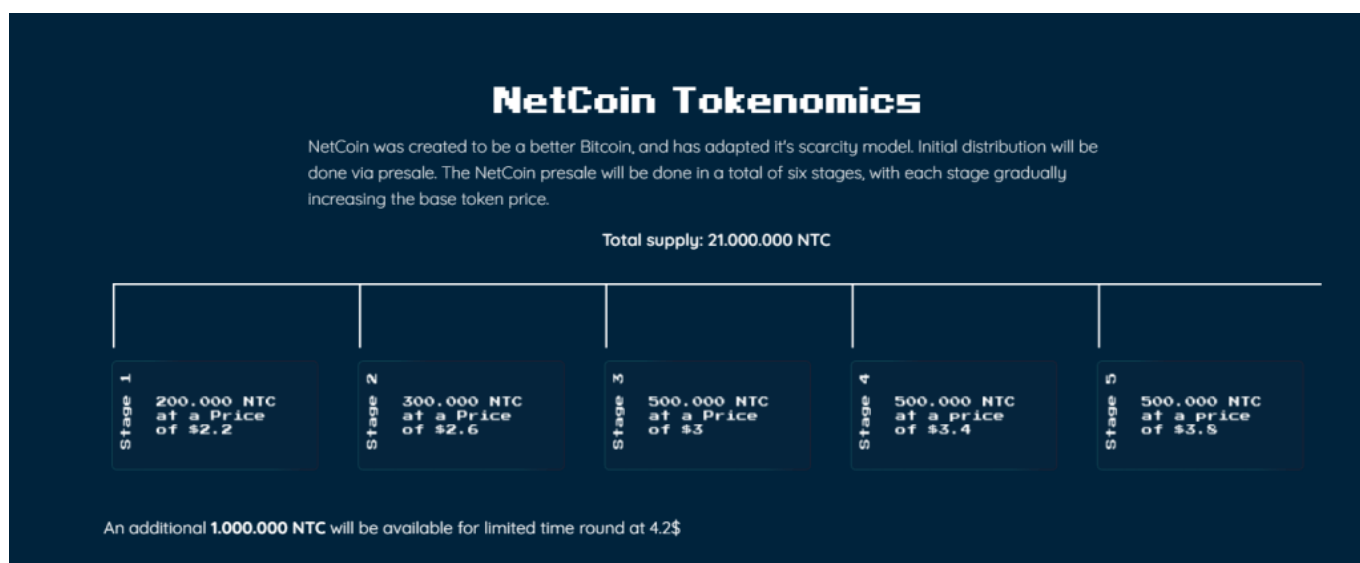 NetCoin Tokenomics
NetCoin was created to be a better Bitcoin, and has adapted it's scarcity model. Initial distribution will be
done via presale. The NetCoin presale will be done in a total of six stages, with each stage gradually
increasing the base token price.
Total supply: 21.000.000 NTC
Stage 1
200.000 NTC
at a Price
of $2.2
Stage 2
300.000 NTC
at a Price
of $2.6
Stage 3
500.000 NTC
at a Price
of $3
Stage 4
500.000 NTC
at a price
of $3.4
Stage 5
500.000 NTC
at a price
of $3.8
An additional 1.000.000 NTC will be available for limited time round at 4.2$